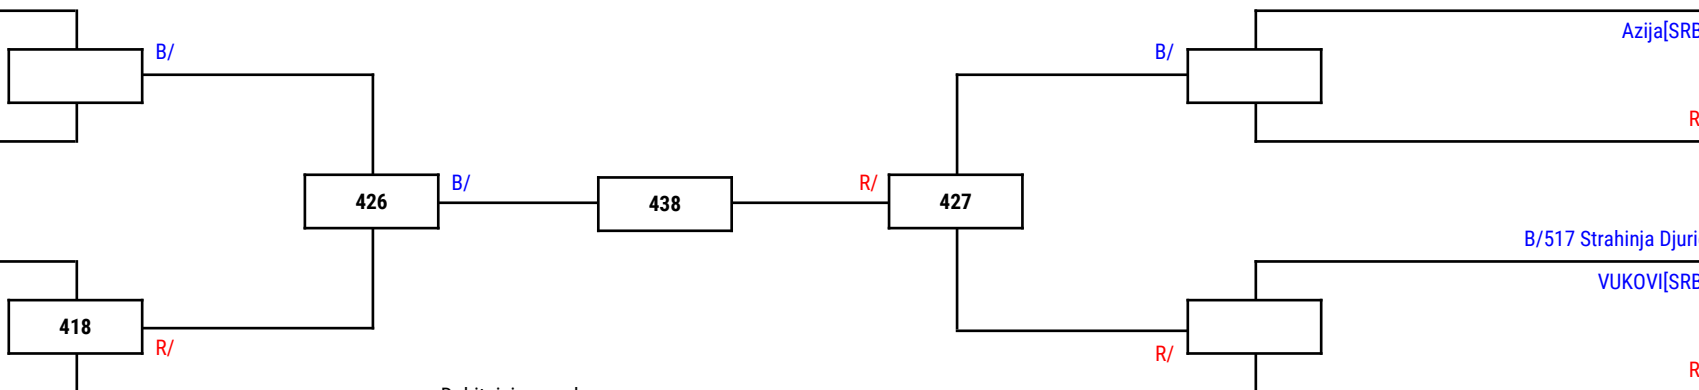 Azija[SRB
B/
B/
R
426
B/
438
R/
427
B/517 Strahinja Djuri
VUKOVI[SRB
418
R/
R/
R